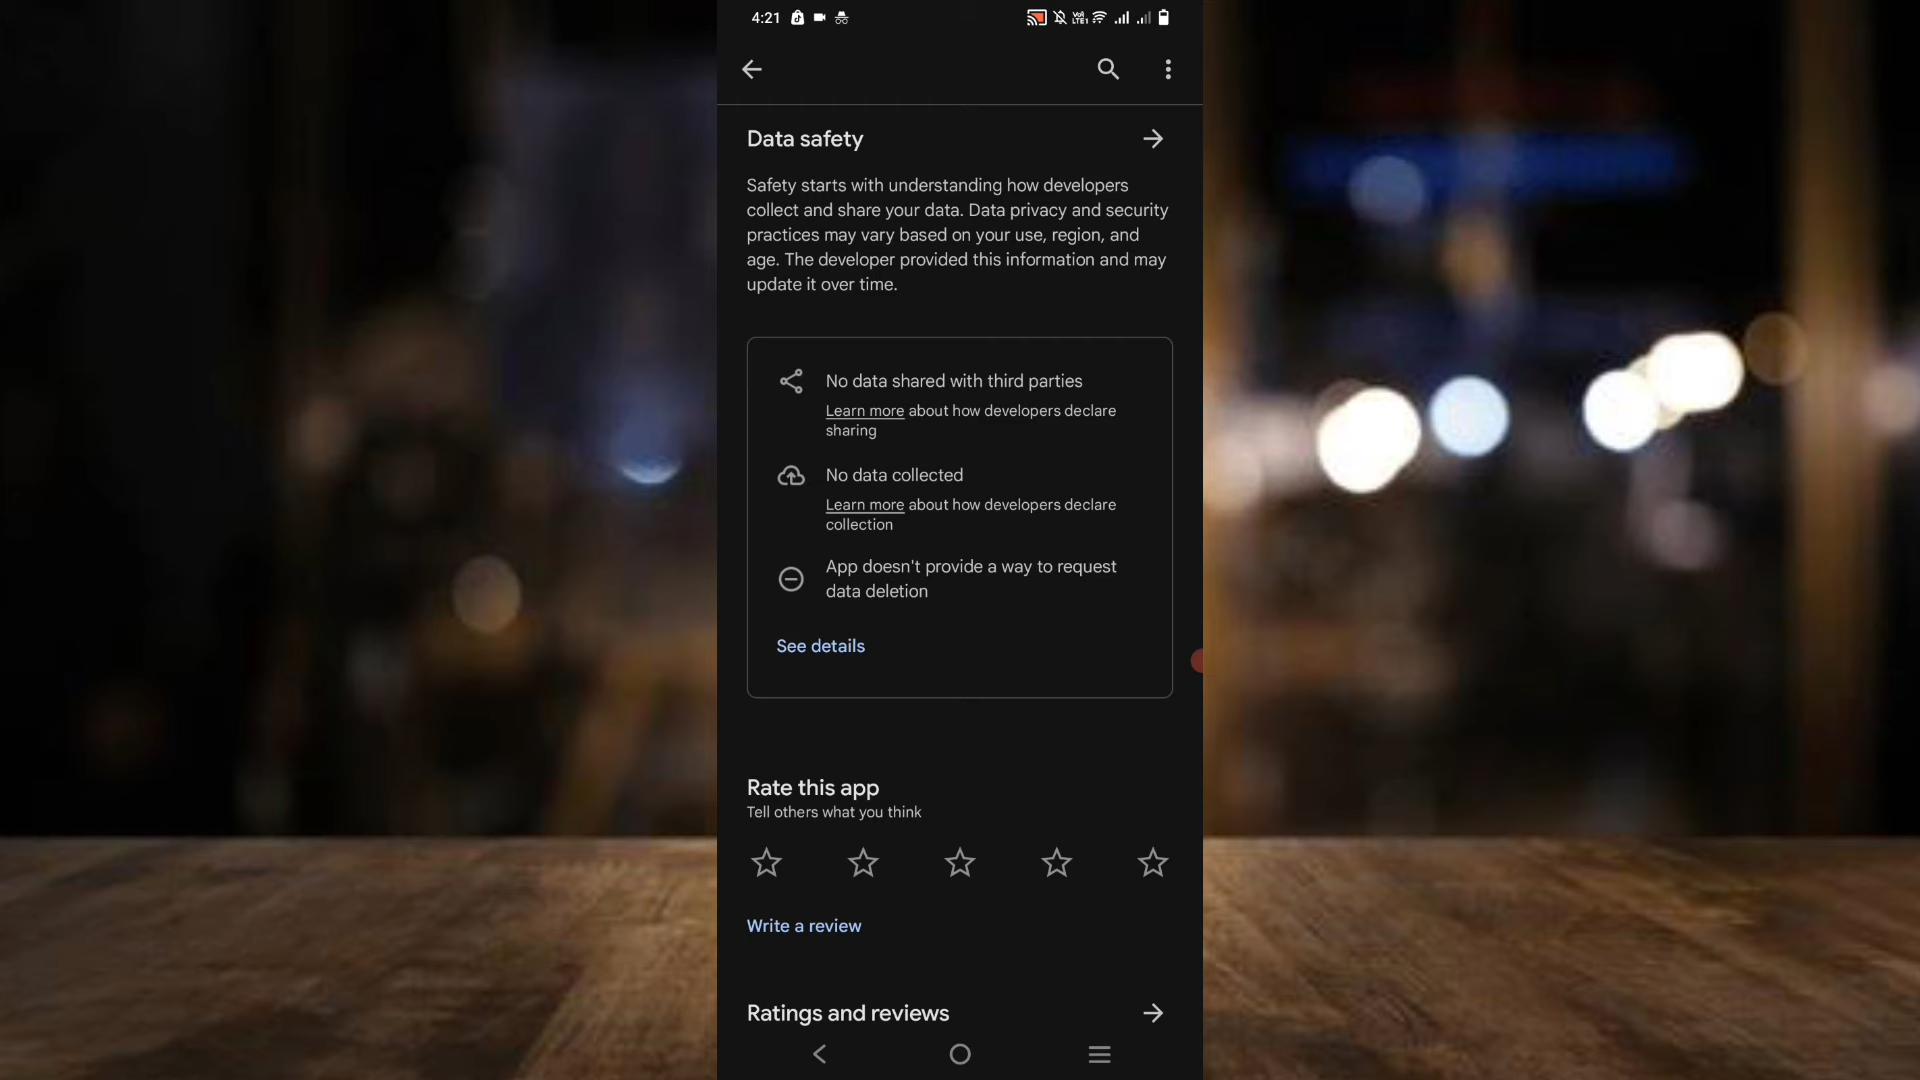 4:21
Data safety
Safety starts with understanding how developers
collect and share your data. Data privacy and security
practices may vary based on your use, region, and
age. The developer provided this information and may
update it over time.
No data shared with third parties
Learn more about how developers declare
sharing
No data collected
Learn more about how developers declare
collection
App doesn't provide a way to request
data deletion
See details
Rate this app
Tell others what you think
Write a review
Ratings and reviews